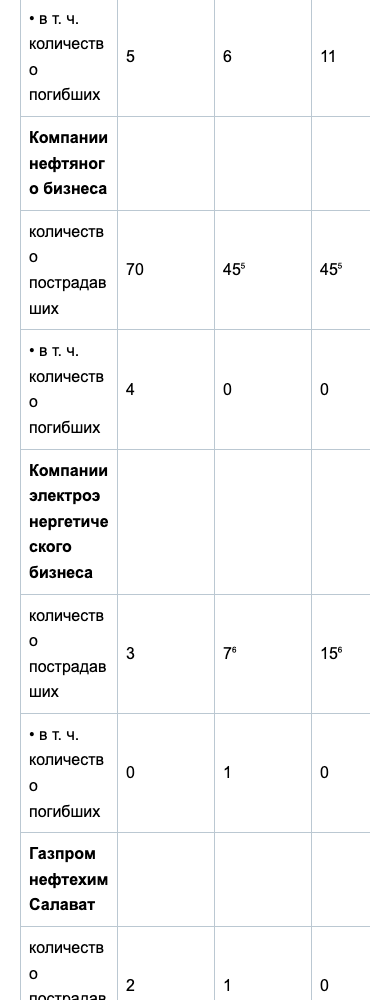 • в т. ч.
количеств
о
погибших
5
6
11
Компании
нефтяног
о бизнеса
количеств
о
пострадав
ших
70
45⁵
45⁵
• в т. ч.
количеств
о
погибших
4
0
0
Компании
электроэ
нергетиче
ского
бизнеса
количеств
о
пострадав
ших
3
7⁶
15⁶
• в т. ч.
количеств
о
погибших
0
1
0
Газпром
нефтехим
Салават
количеств
о
пострадав
2
1
0